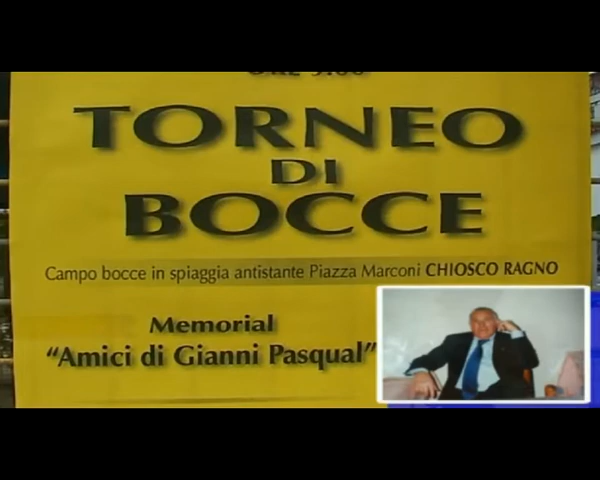 TORNEO
DI
BOCCE
Campo bocce in spiaggia antistante Piazza Marconi CHIOSCO RAGNO
Memorial
"Amici di Gianni Pasqual"